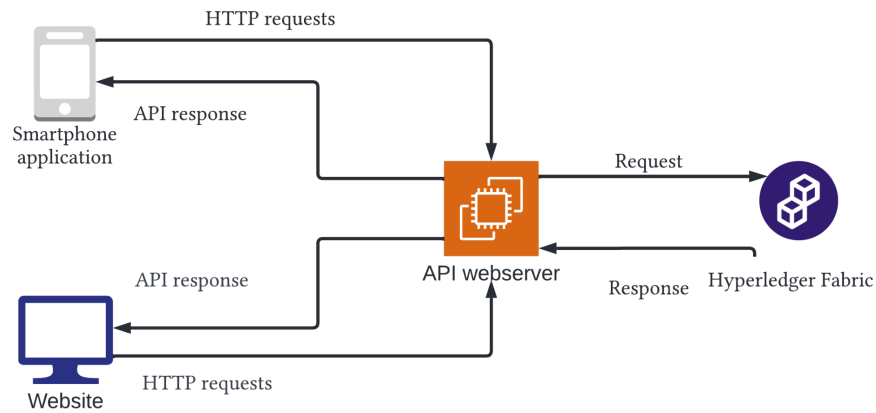 HTTP requests
API response
Smartphone
application
Request
API webserver
Response
Hyperledger Fabric
API response
HTTP requests
Website